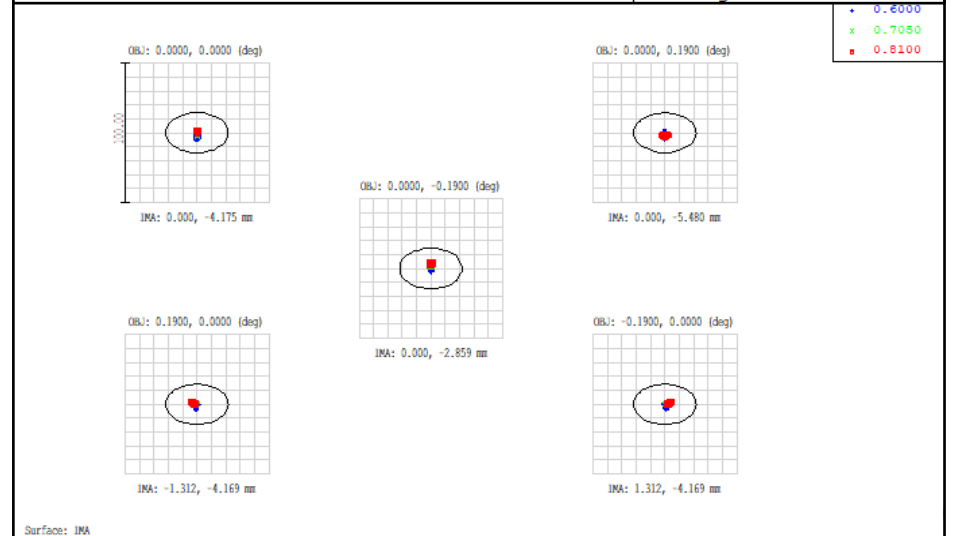 + 0.6000
x 0.7050
0.8100
OBJ: 0.0000, 0.0000 (deg)
OBJ: 0.0000, 0.1900 (deg)
100.00
IMA: 0.000, -4.175 mm
IMA: 0.000, -5.480 mm
OBJ: 0.0000, -0.1900 (deg)
IMA: 0.000, -2.859 mm
OBJ: 0.1900, 0.0000 (deg)
OBJ: -0.1900, 0.0000 (deg)
IMA: -1.312, -4.169 mm
IMA: 1.312, -4.169 mm
Surface: IMA